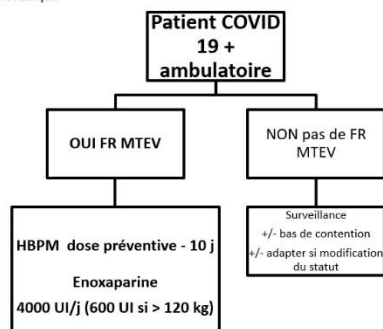 Patient COVID
19 +
ambulatoire
OUI FR MTEV
NON pas de FR
MTEV
HBPM dose préventive - 10 j
Enoxaparine
4000 UI/j (600 UI si > 120 kg)
Surveillance
+/- bas de contention
+/- adapter si modification
du statut